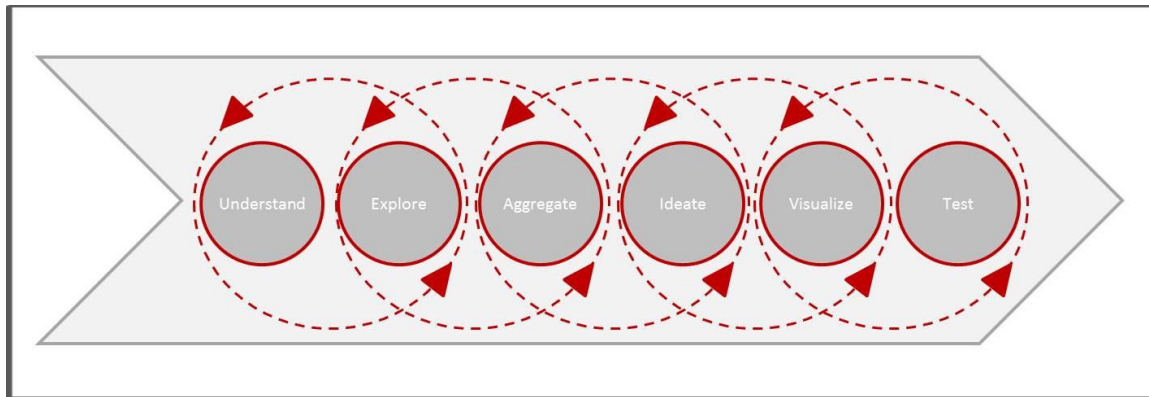 Understand
Explore
Aggregate
Ideate
Visualize
Test